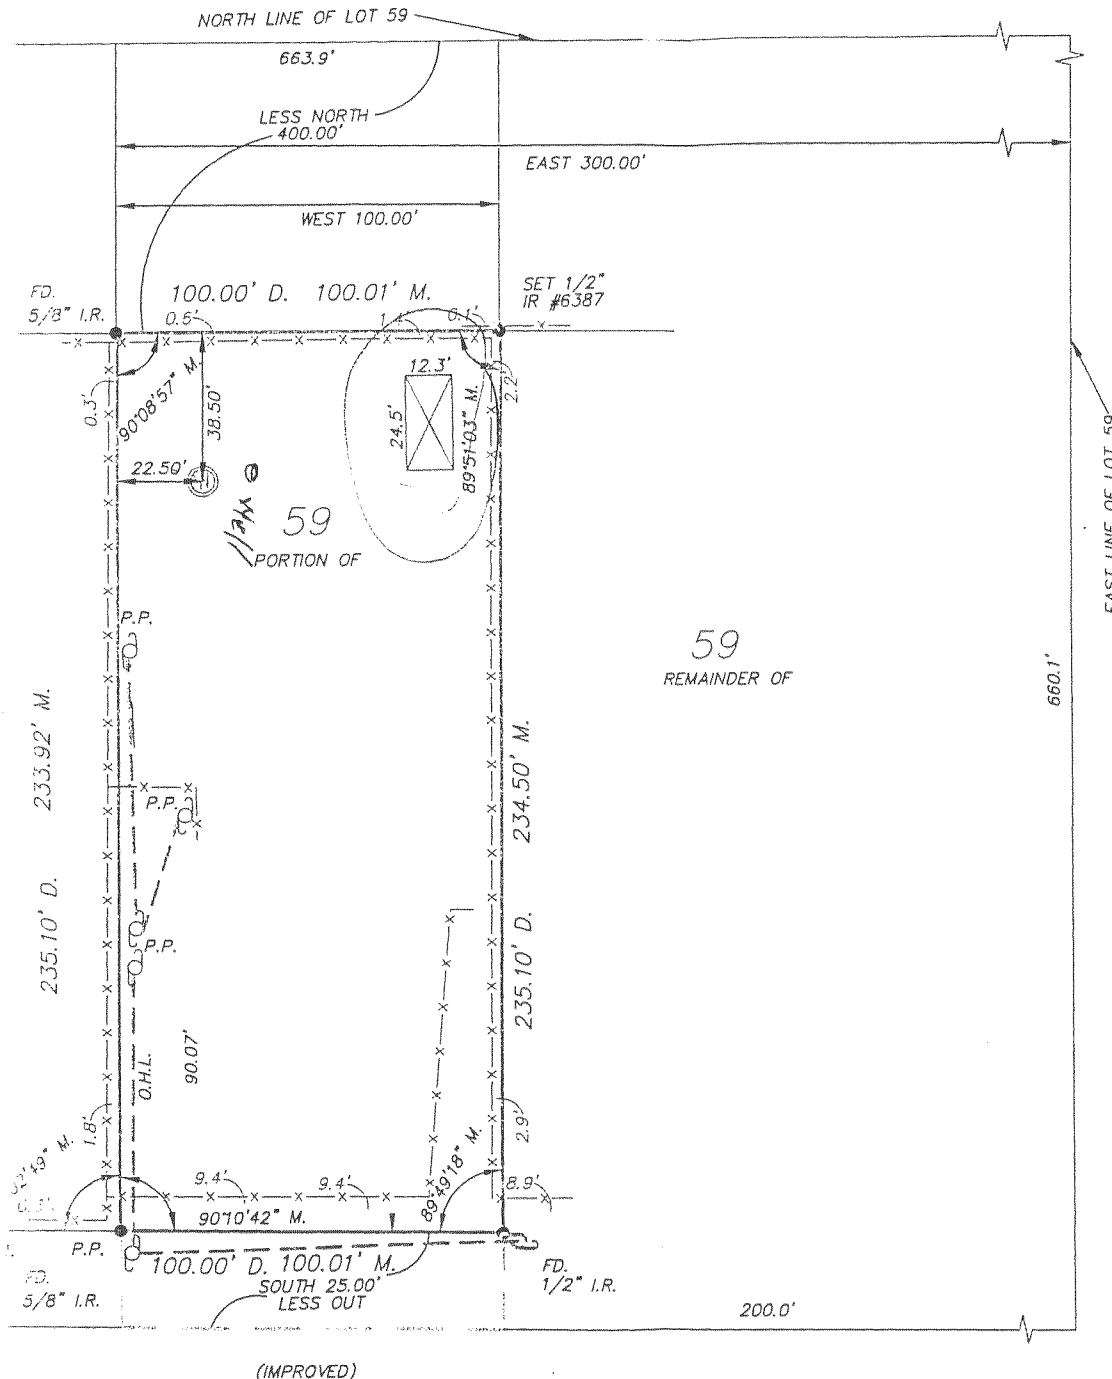 NORTH LINE OF LOT 59
663.9'
LESS NORTH
400.00'
EAST 300.00'
WEST 100.00'
FD.
5/8" I.R.
100.00' D. 100.01' M.
SET 1/2"
IR #6387
0.1'
12.3'
2.2'
0.3'
90°08'57" M.
38.50'
24.5'
89°51'03" M.
22.50'
Well
59
PORTION OF
EAST LINE OF LOT 59
P.P.
59
REMAINDER OF
660.1'
233.92' M.
234.50' M.
P.P.
235.10' D.
235.10' D.
P.P.
O.H.L.
90.07'
1.8'
2.9'
49" M.
9.4'
9.4'
89°49'18" M.
8.9'
90°10'42" M.
P.P.
100.00' D. 100.01' M.
FD.
5/8" I.R.
SOUTH 25.00'
LESS OUT
FD.
1/2" I.R.
200.0'
(IMPROVED)